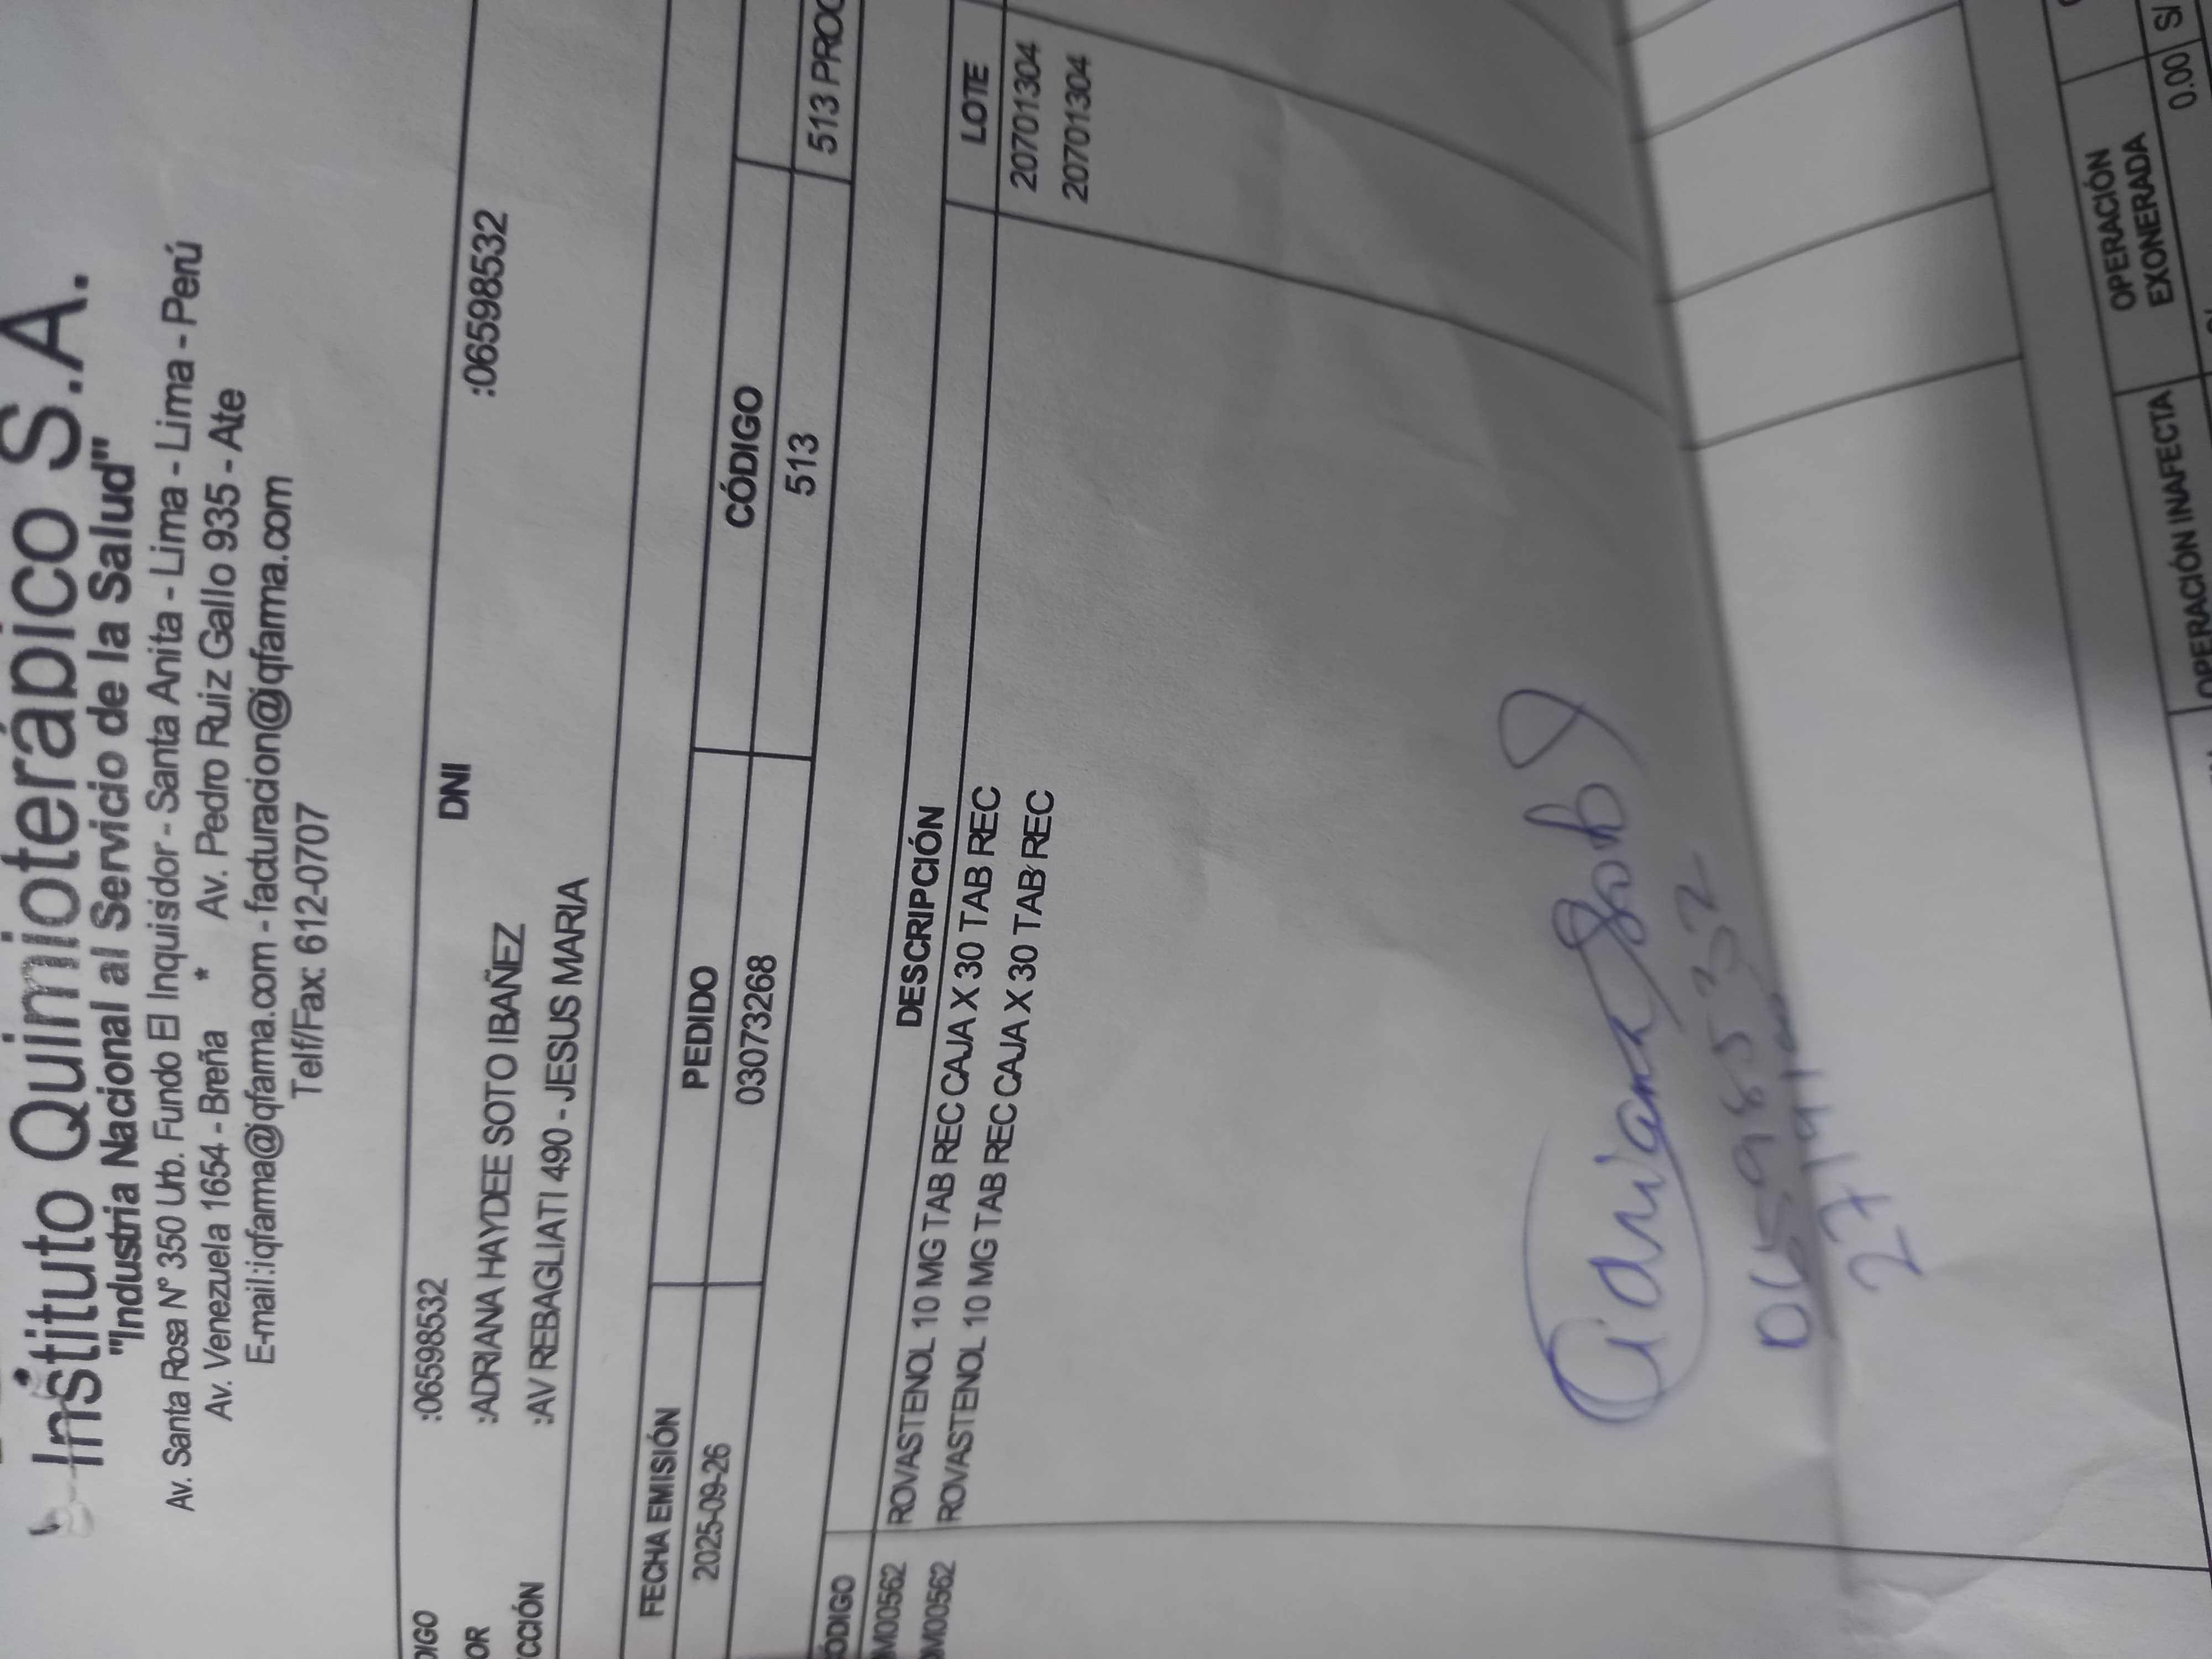 Instituto Quimioterápico S.A.
"Industria Nacional al Servicio de la Salud"
Av. Santa Rosa Nº 350 Urb. Fundo El Inquisidor - Santa Anita - Lima - Lima - Perú
Av. Venezuela 1654 - Breña * Av. Pedro Ruiz Gallo 935 - Ate
E-mail:iqfarma@qfarma.com - facturacion@iqfarma.com
Telf/Fax: 612-0707
DIGO :06598532
OR :ADRIANA HAYDEE SOTO IBAÑEZ DNI :06598532
CCIÓN :AV REBAGLIATI 490 - JESUS MARIA
FECHA EMISIÓN PEDIDO CÓDIGO
2025-09-26 03073268 513 513 PROC
ÓDIGO DESCRIPCIÓN LOTE
M00562 ROVASTENOL 10 MG TAB REC CAJA X 30 TAB REC 20701304
M00562 ROVASTENOL 10 MG TAB REC CAJA X 30 TAB REC 20701304
Adriana Soto
06598532
OPERACIÓN INAFECTA OPERACIÓN EXONERADA
0.00 S/